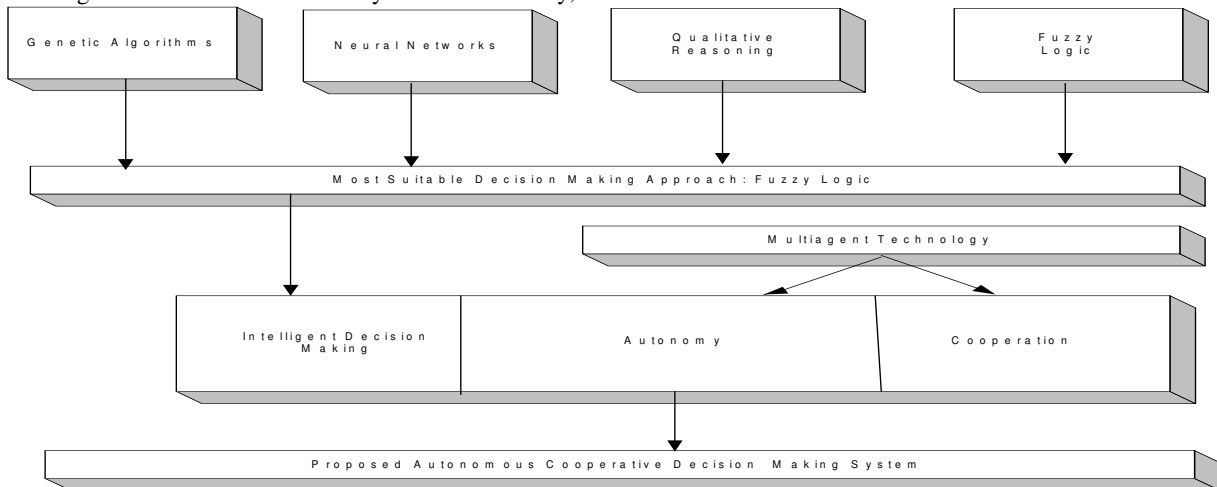 Genetic Algorithms
Neural Networks
Qualitative
Reasoning
Fuzzy
Logic
Most Suitable Decision Making Approach: Fuzzy Logic
Multiagent Technology
Intelligent Decision
Making
Autonomy
Cooperation
Proposed Autonomous Cooperative Decision Making System